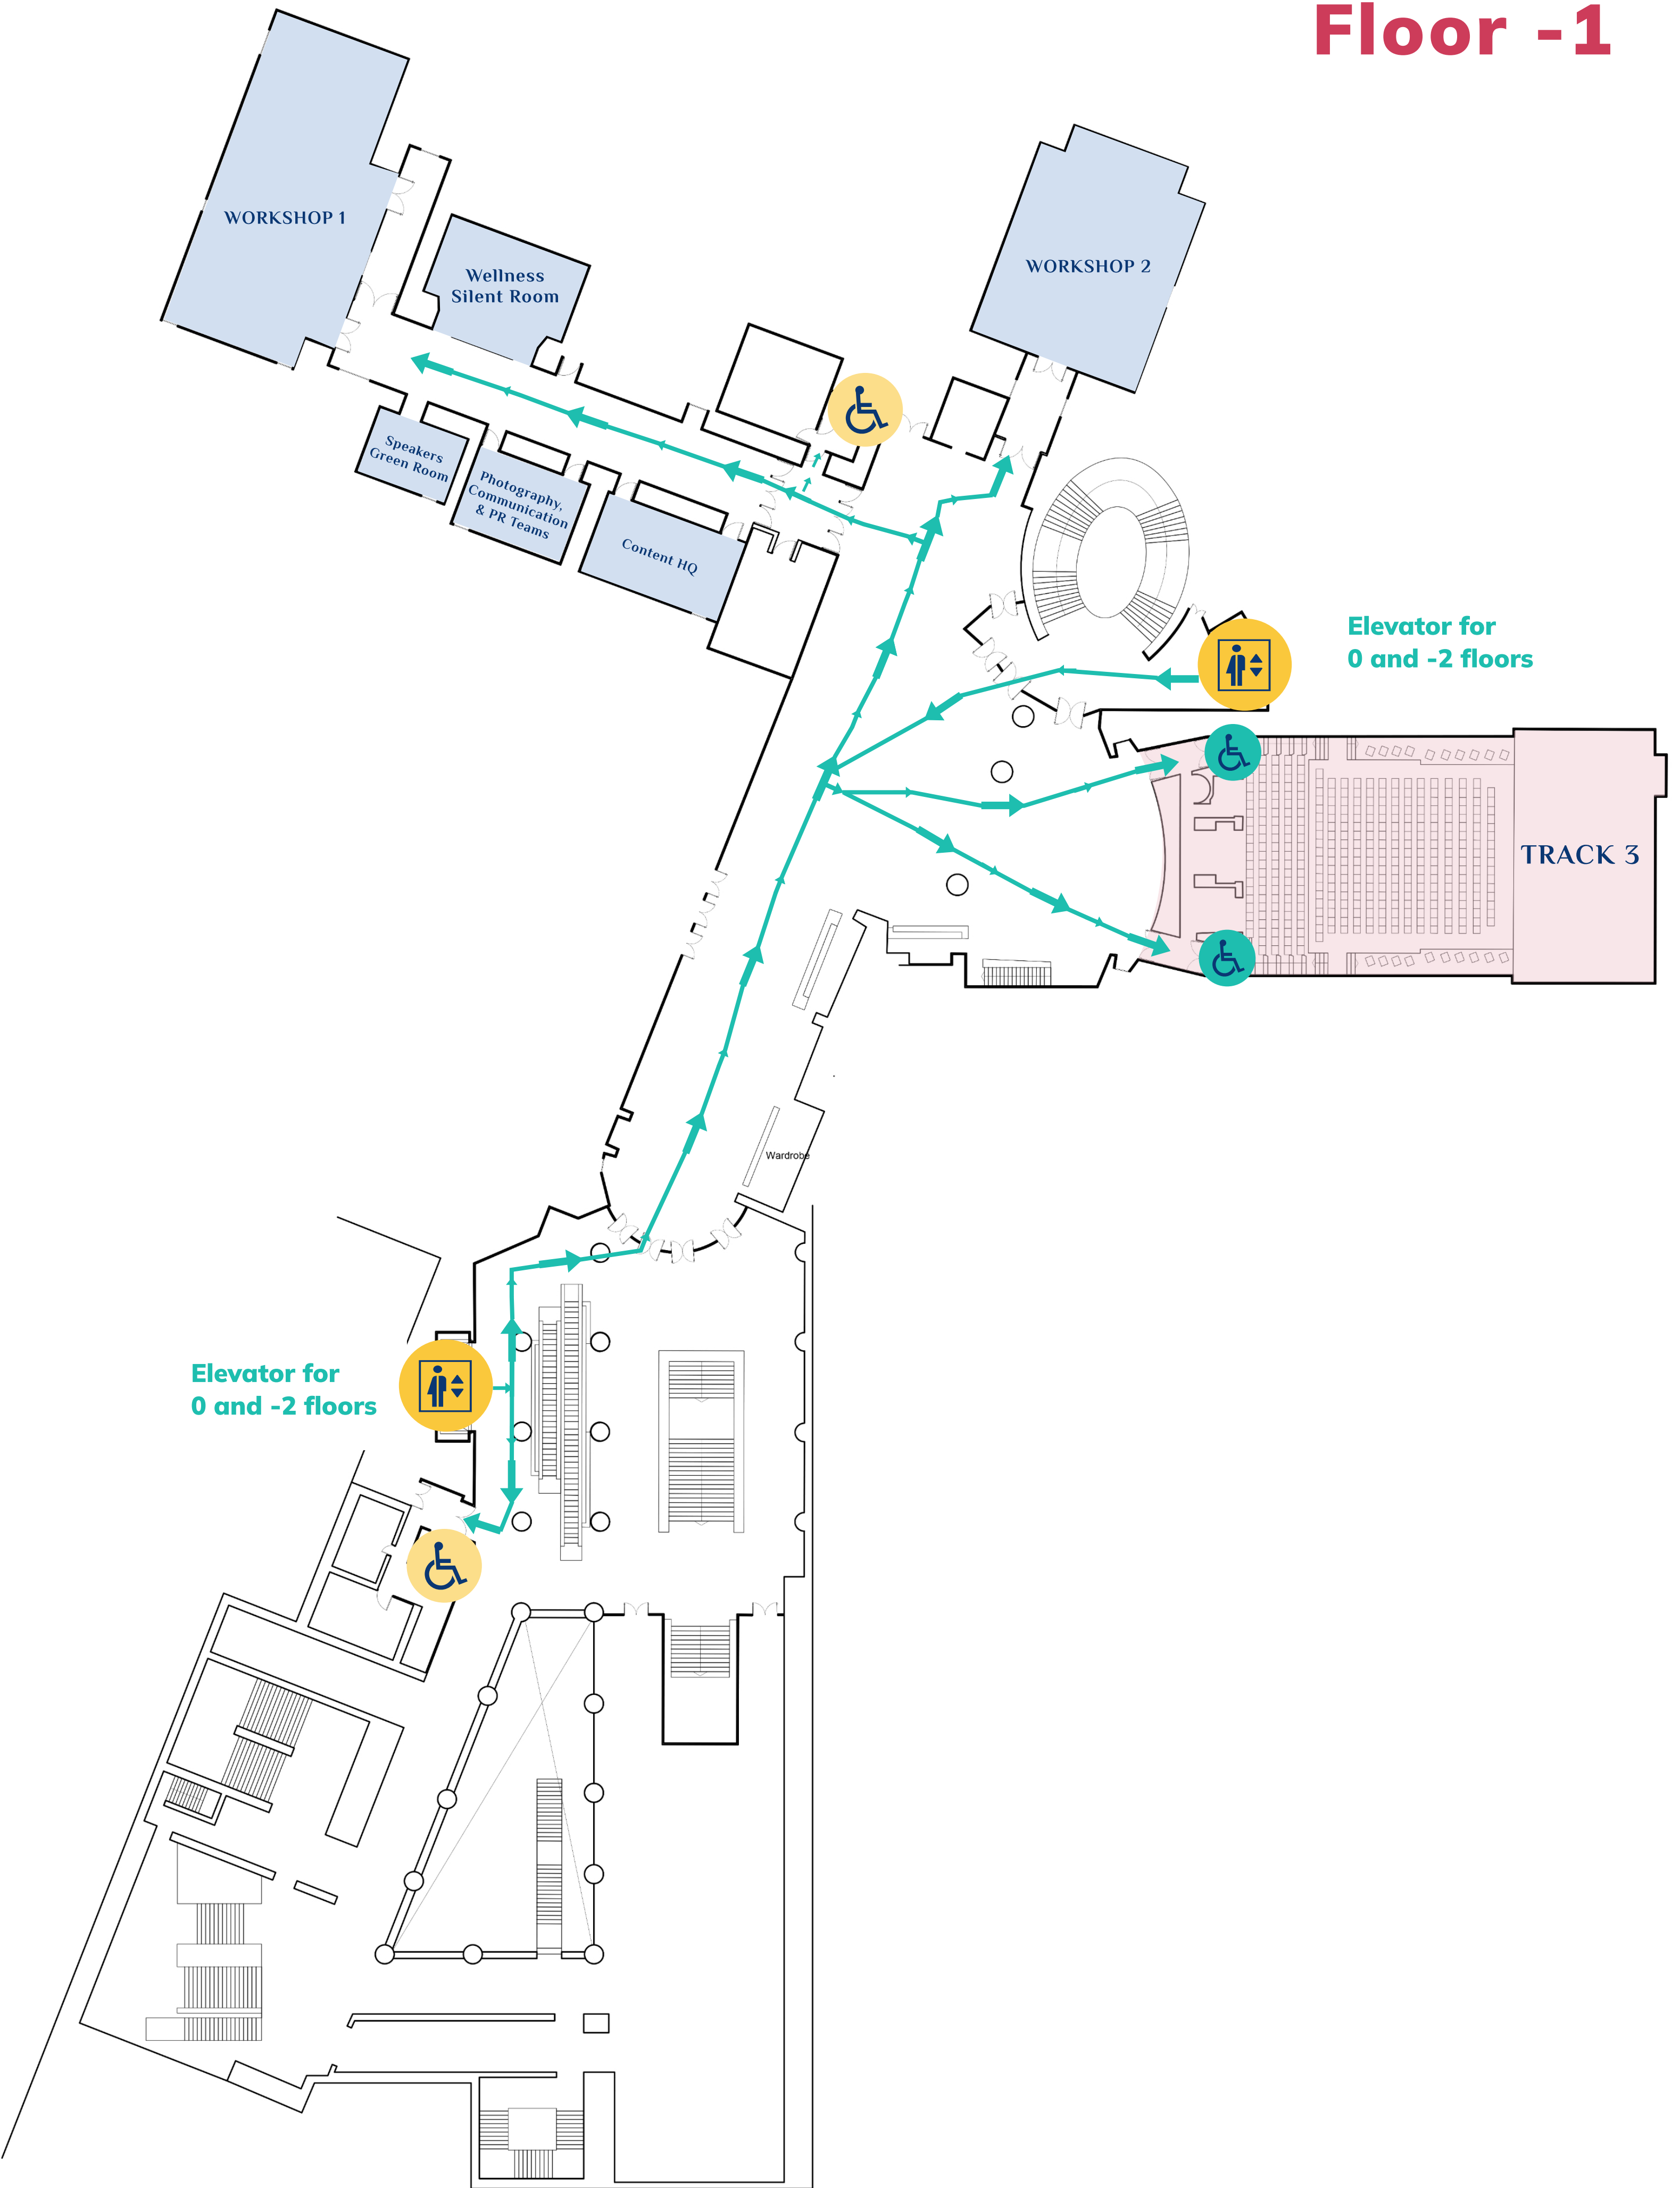 Floor -1
WORKSHOP 1
WORKSHOP 2
Wellness
Silent Room
Speakers
Green Room
Photography,
Communication
& PR Teams
Content HQ
Elevator for
0 and -2 floors
TRACK 3
Wardrobe
Elevator for
0 and -2 floors